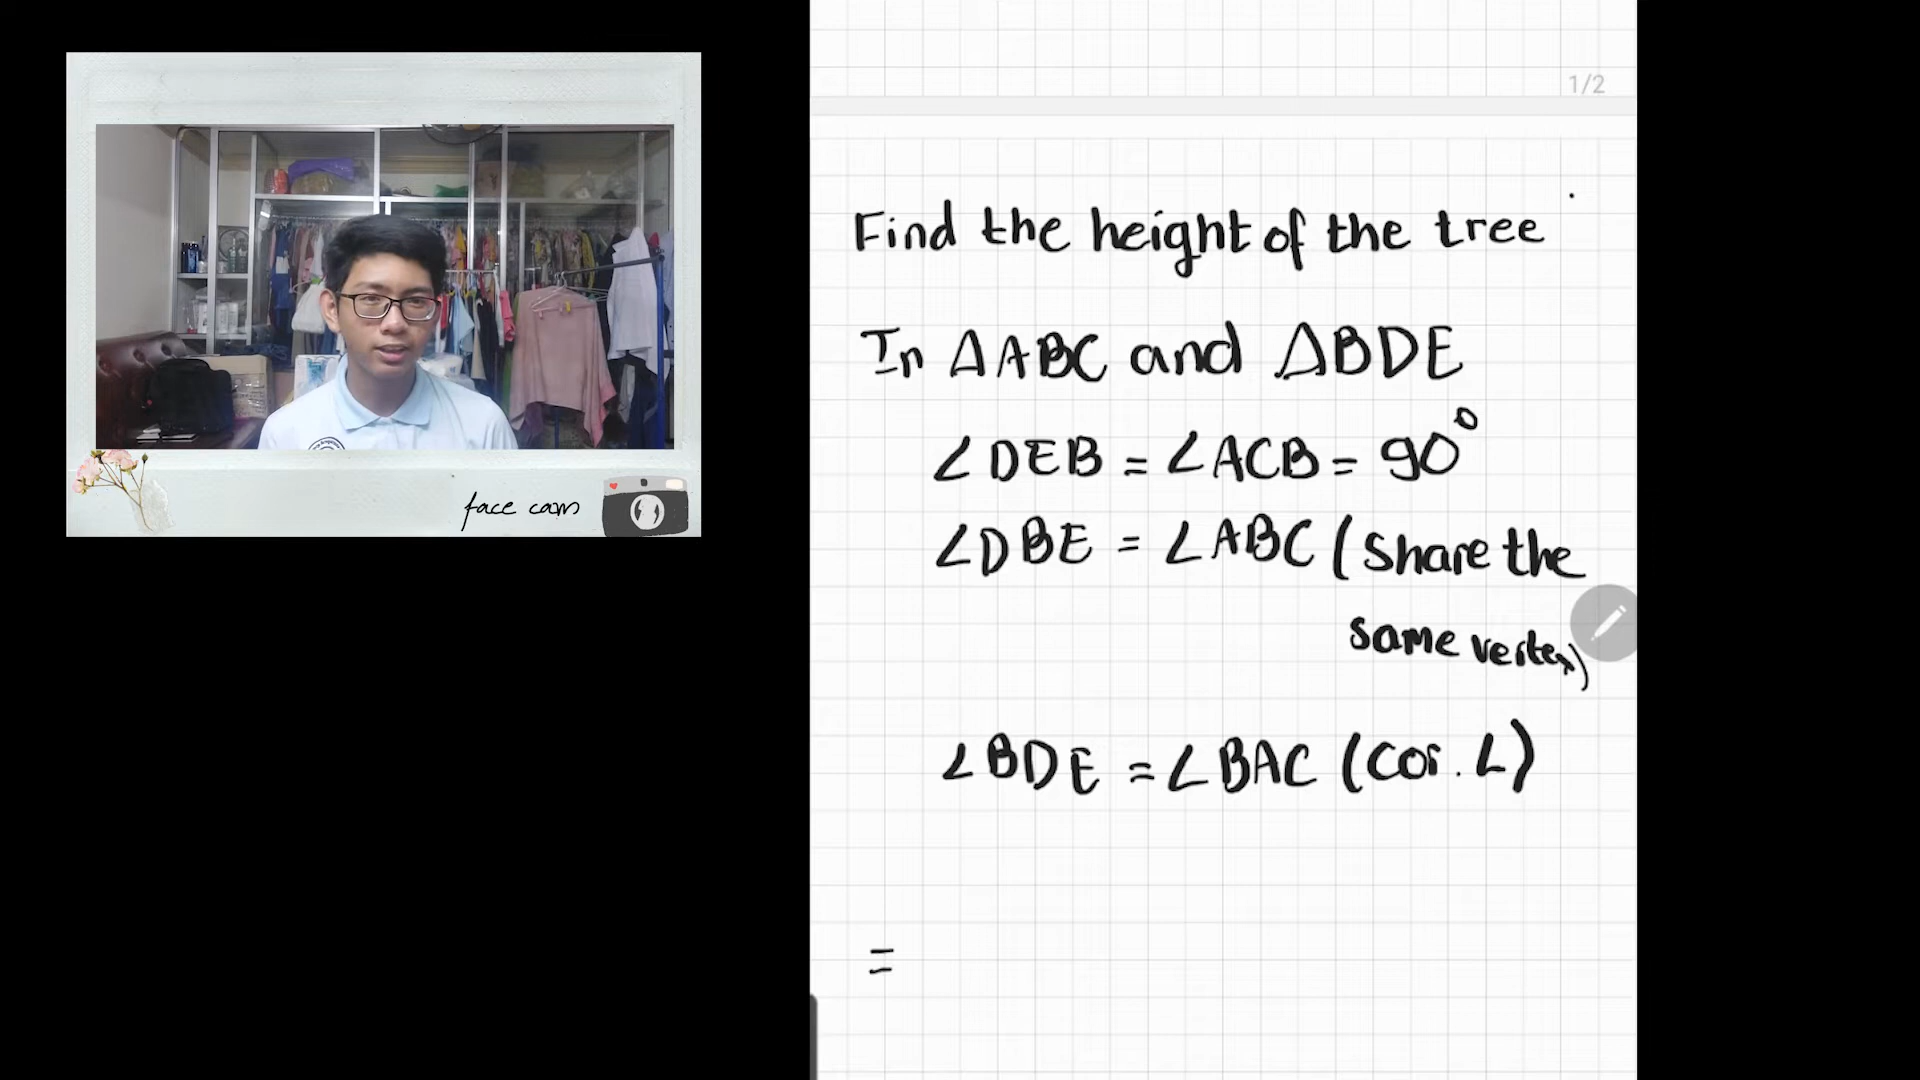 1/2
Find the height of the tree
In △ABC and △BDE
∠DEB = ∠ACB = 90°
∠DBE = ∠ABC (Share the
same vertex)
∠BDE = ∠BAC (cor. ∠)
=
face cam